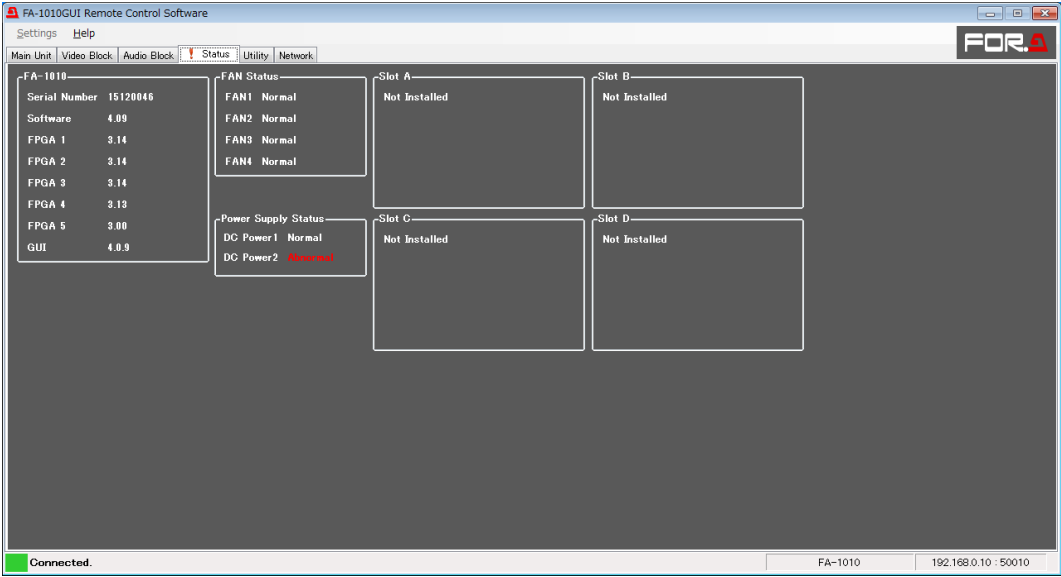 FA-1010GUI Remote Control Software
Settings Help
FOR.A
Main Unit Video Block Audio Block ! Status Utility Network
FA-1010
Serial Number 15120046
Software 4.09
FPGA 1 3.14
FPGA 2 3.14
FPGA 3 3.14
FPGA 4 3.13
FPGA 5 3.00
GUI 4.0.9
FAN Status
FAN1 Normal
FAN2 Normal
FAN3 Normal
FAN4 Normal
Power Supply Status
DC Power1 Normal
DC Power2 Abnormal
Slot A
Not Installed
Slot B
Not Installed
Slot C
Not Installed
Slot D
Not Installed
Connected.
FA-1010
192.168.0.10 : 50010